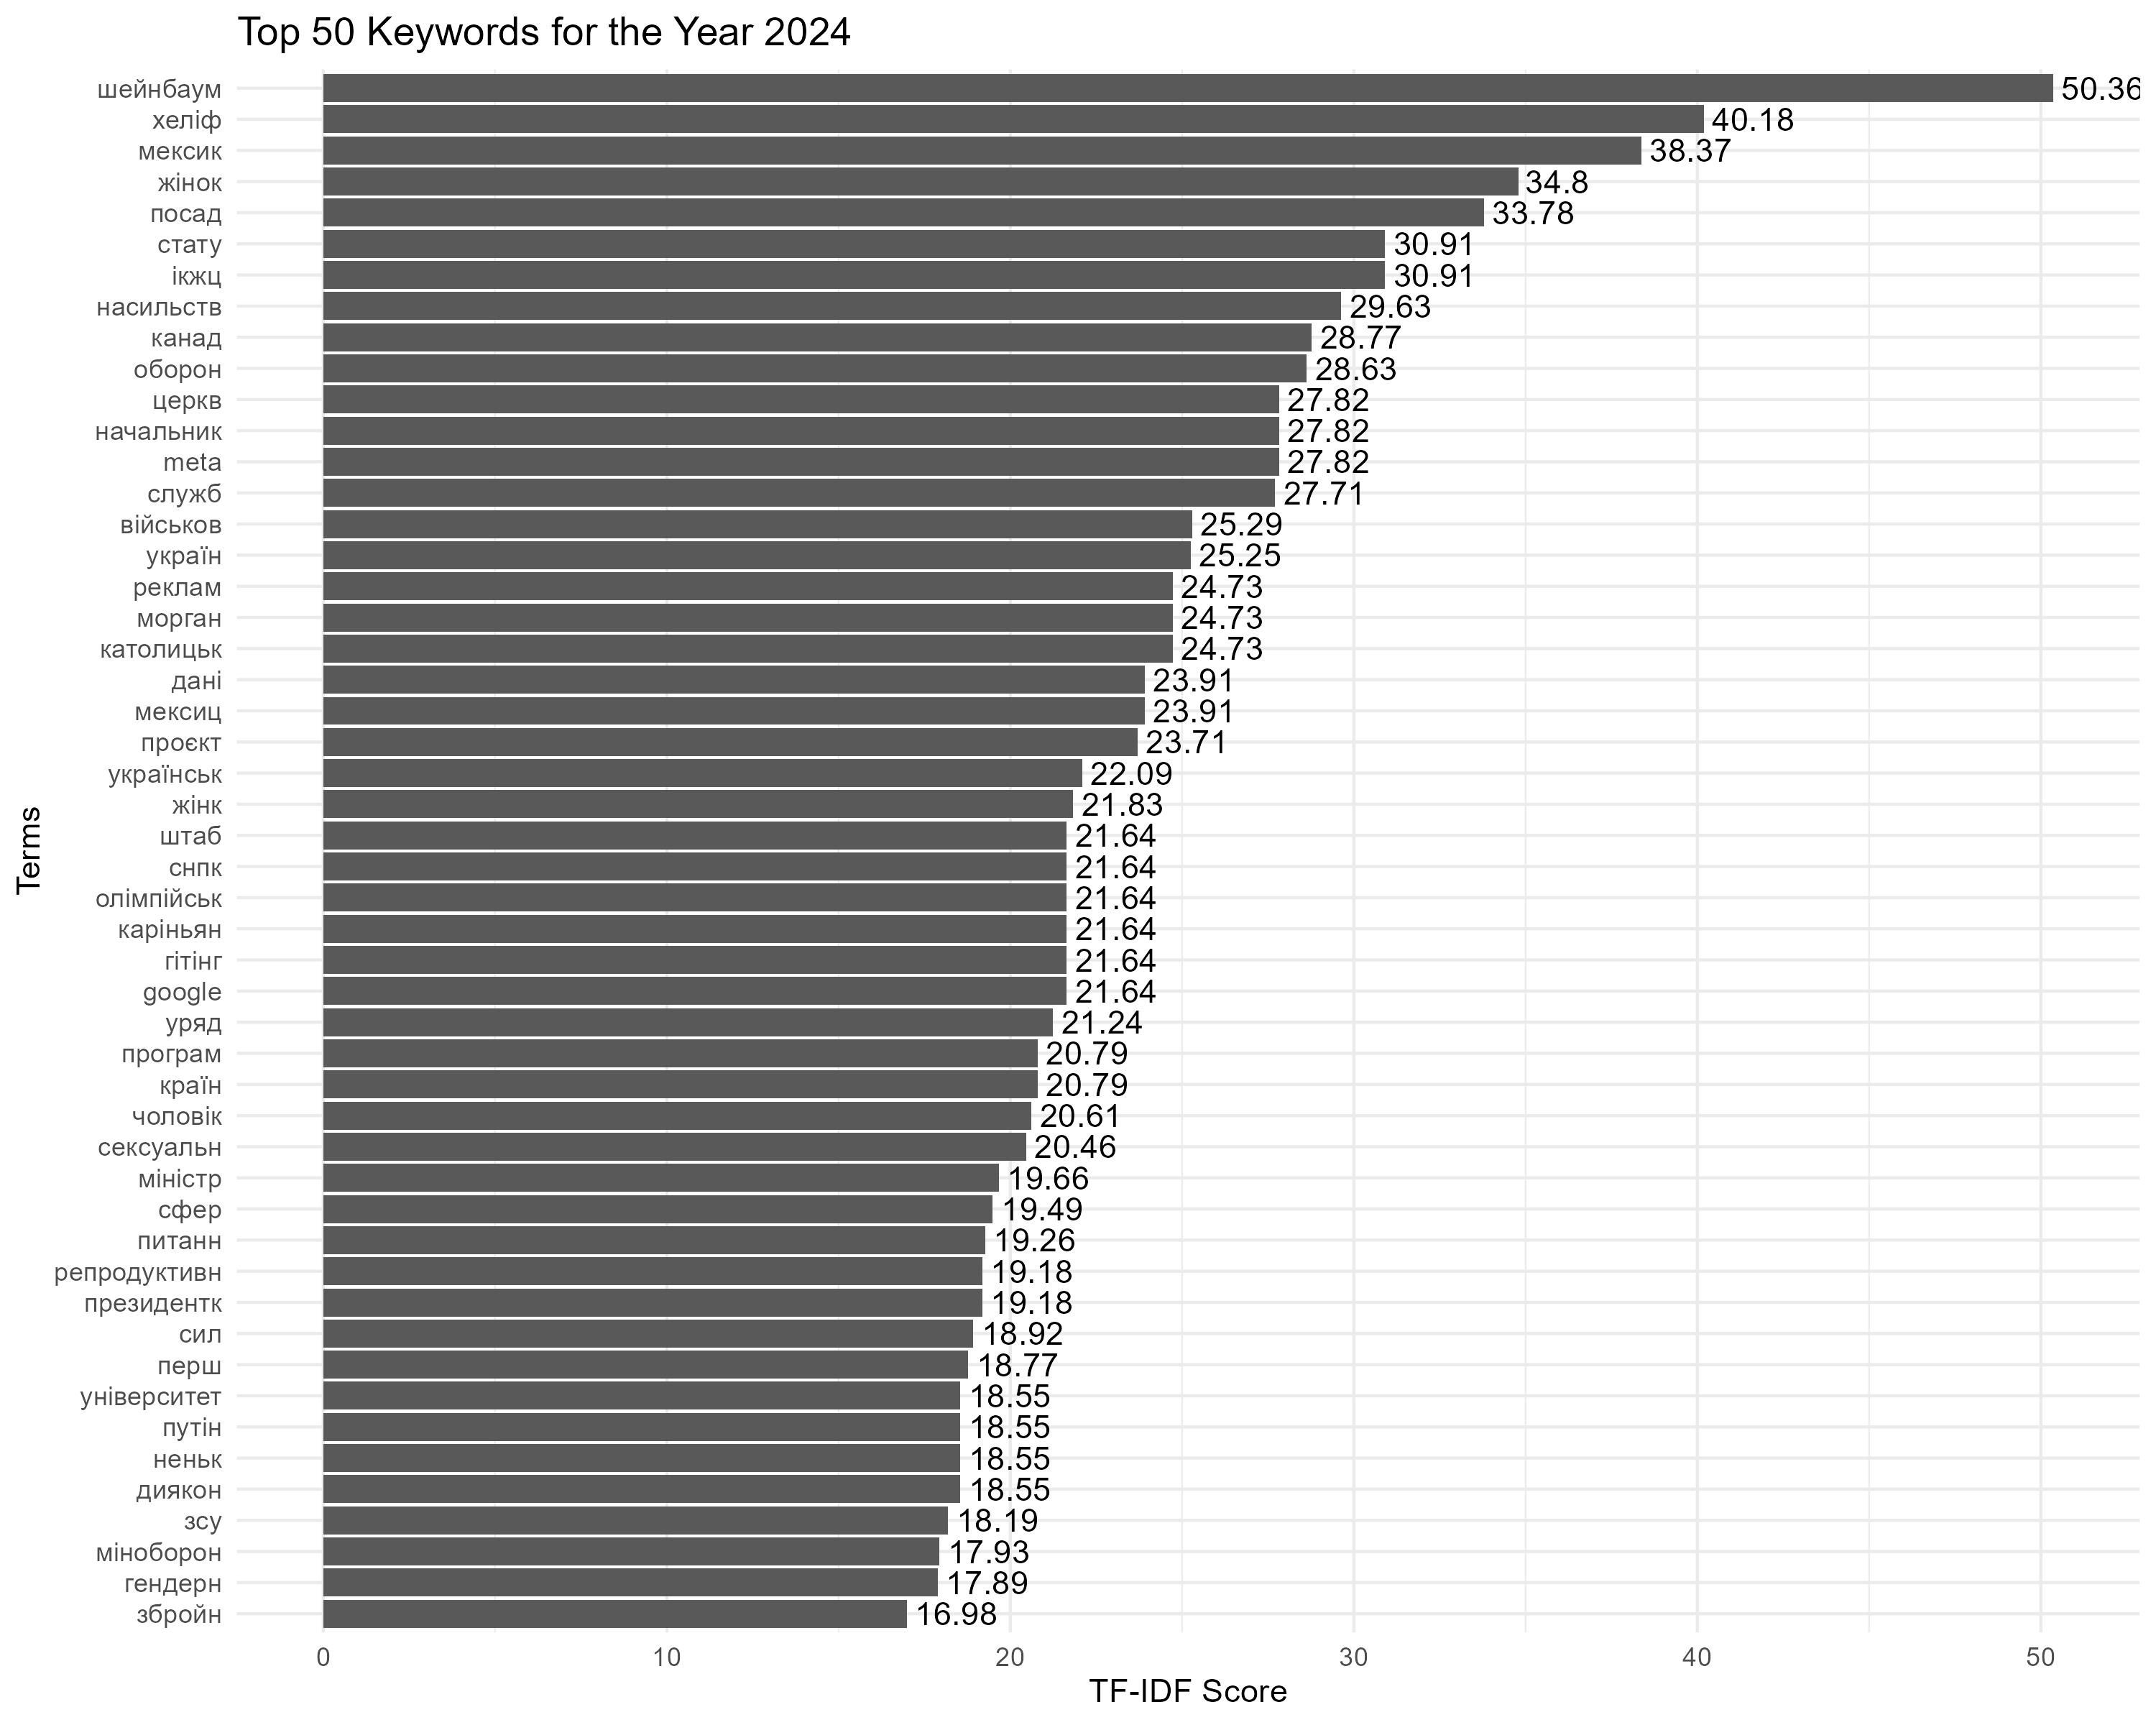 Top 50 Keywords for the Year 2024
шейнбаум 50.36
хеліф 40.18
мексик 38.37
жінок 34.8
посад 33.78
стату 30.91
ікжц 30.91
насильств 29.63
канад 28.77
оборон 28.63
церкв 27.82
начальник 27.82
meta 27.82
служб 27.71
військов 25.29
україн 25.25
реклам 24.73
морган 24.73
католицьк 24.73
дані 23.91
мексиц 23.91
проєкт 23.71
українськ 22.09
жінк 21.83
штаб 21.64
снпк 21.64
олімпійськ 21.64
каріньян 21.64
гітінг 21.64
google 21.64
уряд 21.24
програм 20.79
країн 20.79
чоловік 20.61
сексуальн 20.46
міністр 19.66
сфер 19.49
питанн 19.26
репродуктивн 19.18
президентк 19.18
сил 18.92
перш 18.77
університет 18.55
путін 18.55
неньк 18.55
диякон 18.55
зсу 18.19
міноборон 17.93
гендерн 17.89
збройн 16.98
Terms
0 10 20 30 40 50
TF-IDF Score